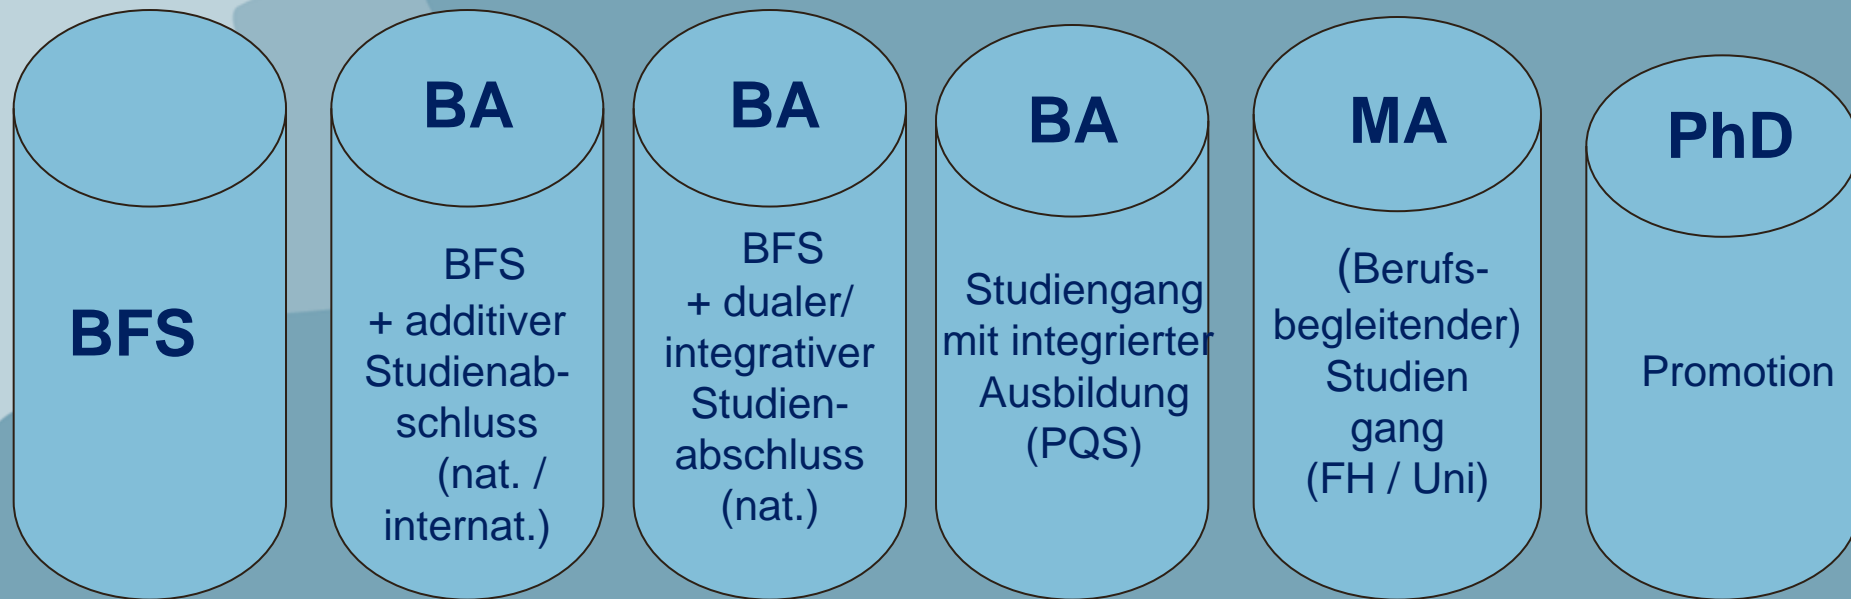 BFS
BA
BFS
+ additiver
Studienab-
schluss
(nat. /
internat.)
BA
BFS
+ dualer/
integrativer
Studien-
abschluss
(nat.)
BA
Studiengang
mit integrierter
Ausbildung
(PQS)
MA
(Berufs-
begleitender)
Studien
gang
(FH / Uni)
PhD
Promotion